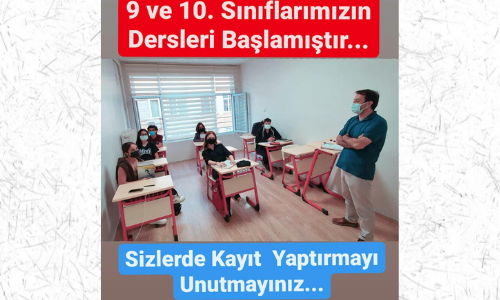 9 ve 10. Sınıflarımızın
Dersleri Başlamıştır...
Sizlerde Kayıt Yaptırmayı
Unutmayınız...